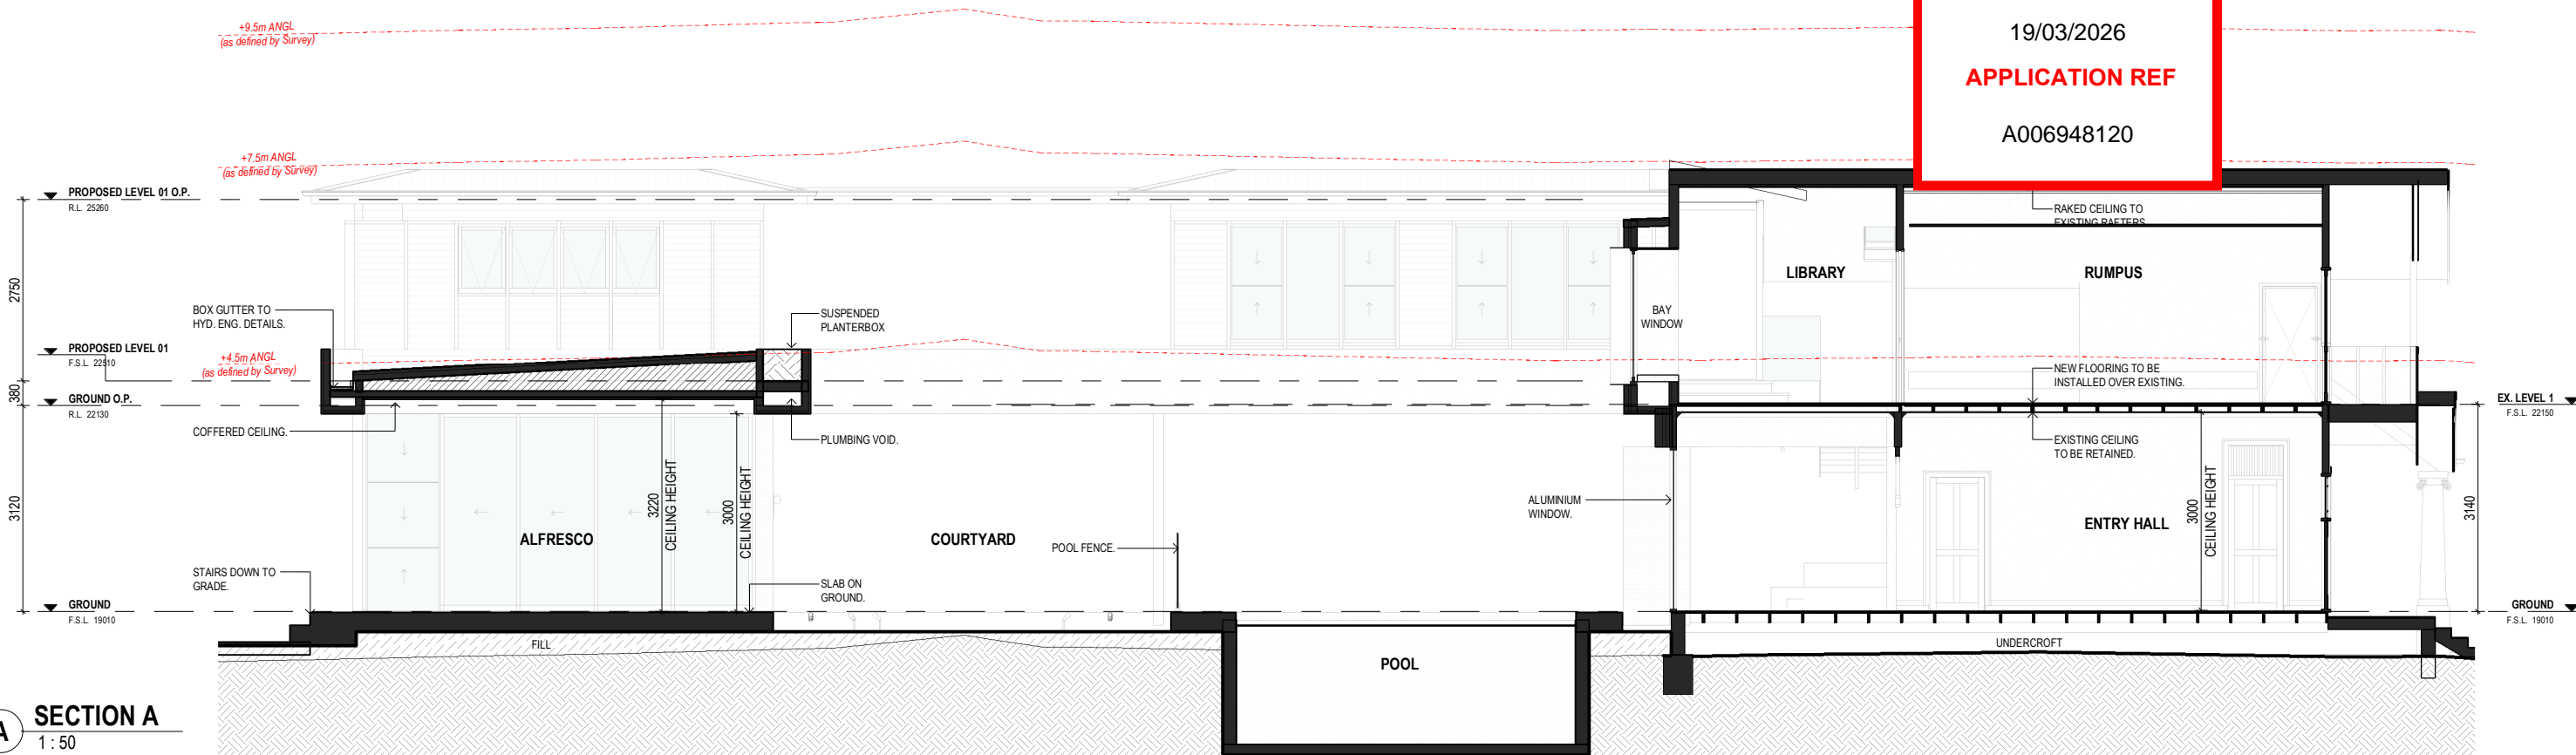 19/03/2026
APPLICATION REF
A006948120
+9.5m ANGL
(as defined by Survey)
+7.5m ANGL
(as defined by Survey)
PROPOSED LEVEL 01 O.P.
R.L. 25260
2750
BOX GUTTER TO
HYD. ENG. DETAILS.
PROPOSED LEVEL 01
F.S.L. 22510
+4.5m ANGL
(as defined by Survey)
380
GROUND O.P.
R.L. 22130
COFFERED CEILING.
3120
STAIRS DOWN TO
GRADE.
GROUND
F.S.L. 19010
SUSPENDED
PLANTERBOX
PLUMBING VOID.
3220
CEILING HEIGHT
3000
CEILING HEIGHT
ALFRESCO
SLAB ON
GROUND.
COURTYARD
POOL FENCE.
FILL
POOL
BAY
WINDOW
ALUMINIUM
WINDOW.
LIBRARY
RAKED CEILING TO
EXISTING RAFTERS
RUMPUS
NEW FLOORING TO BE
INSTALLED OVER EXISTING.
EXISTING CEILING
TO BE RETAINED.
ENTRY HALL
3000
CEILING HEIGHT
UNDERCROFT
EX. LEVEL 1
F.S.L. 22150
3140
GROUND
F.S.L. 19010
A
SECTION A
1 : 50